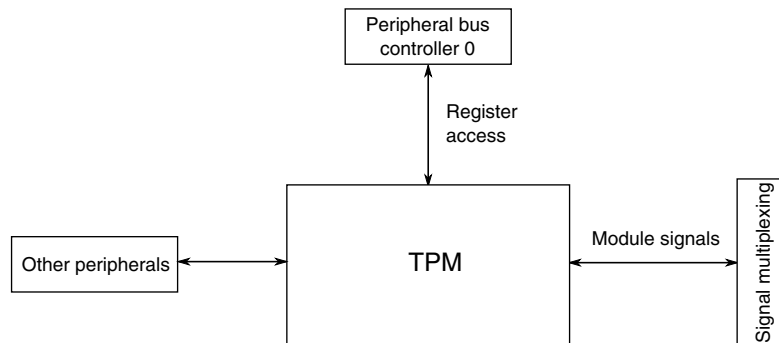 Peripheral bus
controller 0
Register
access
Other peripherals
TPM
Module signals
Signal multiplexing